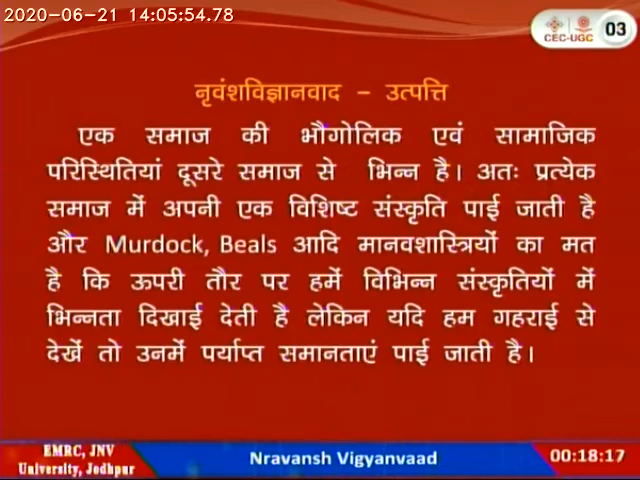 2020-06-21 14:05:54.78
CEC-UGC 03
नृवंशविज्ञानवाद – उत्पत्ति
एक समाज की भौगोलिक एवं सामाजिक
परिस्थितियां दूसरे समाज से भिन्न है। अतः प्रत्येक
समाज में अपनी एक विशिष्ट संस्कृति पाई जाती है
और Murdock, Beals आदि मानवशास्त्रियों का मत
है कि ऊपरी तौर पर हमें विभिन्न संस्कृतियों में
भिन्नता दिखाई देती है लेकिन यदि हम गहराई से
देखें तो उनमें पर्याप्त समानताएं पाई जाती है।
EMRC, JNV
University, Jodhpur
Nravansh Vigyanvaad
00:18:17